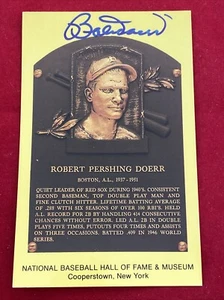 Bob Doerr
ROBERT PERSHING DOERR
BOSTON, A.L., 1937-1951
QUIET LEADER OF RED SOX DURING 1940'S. CONSISTENT
SECOND BASEMAN, TOP DOUBLE PLAY MAN AND
FINE CLUTCH HITTER. LIFETIME BATTING AVERAGE
OF .288 WITH SIX SEASONS OF OVER 100 RBI'S. HELD
A.L. RECORD FOR 2B BY HANDLING 414 CONSECUTIVE
CHANCES WITHOUT ERROR. LED A.L. 2B IN DOUBLE
PLAYS FIVE TIMES, PUTOUTS FOUR TIMES AND ASSISTS
ON THREE OCCASIONS. BATTED .409 IN 1946 WORLD
SERIES.
NATIONAL BASEBALL HALL OF FAME & MUSEUM
Cooperstown, New York